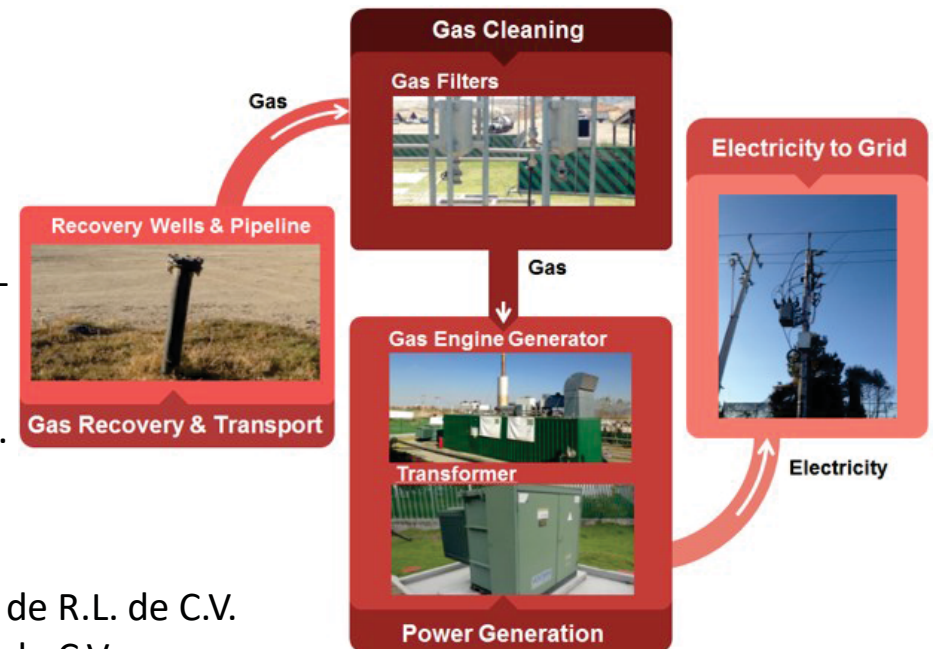 Gas Cleaning
Gas Filters
Gas
Electricity to Grid
Recovery Wells & Pipeline
Gas
Gas Engine Generator
Gas Recovery & Transport
.
Transformer
Electricity
de R.L. de C.V.
Power Generation